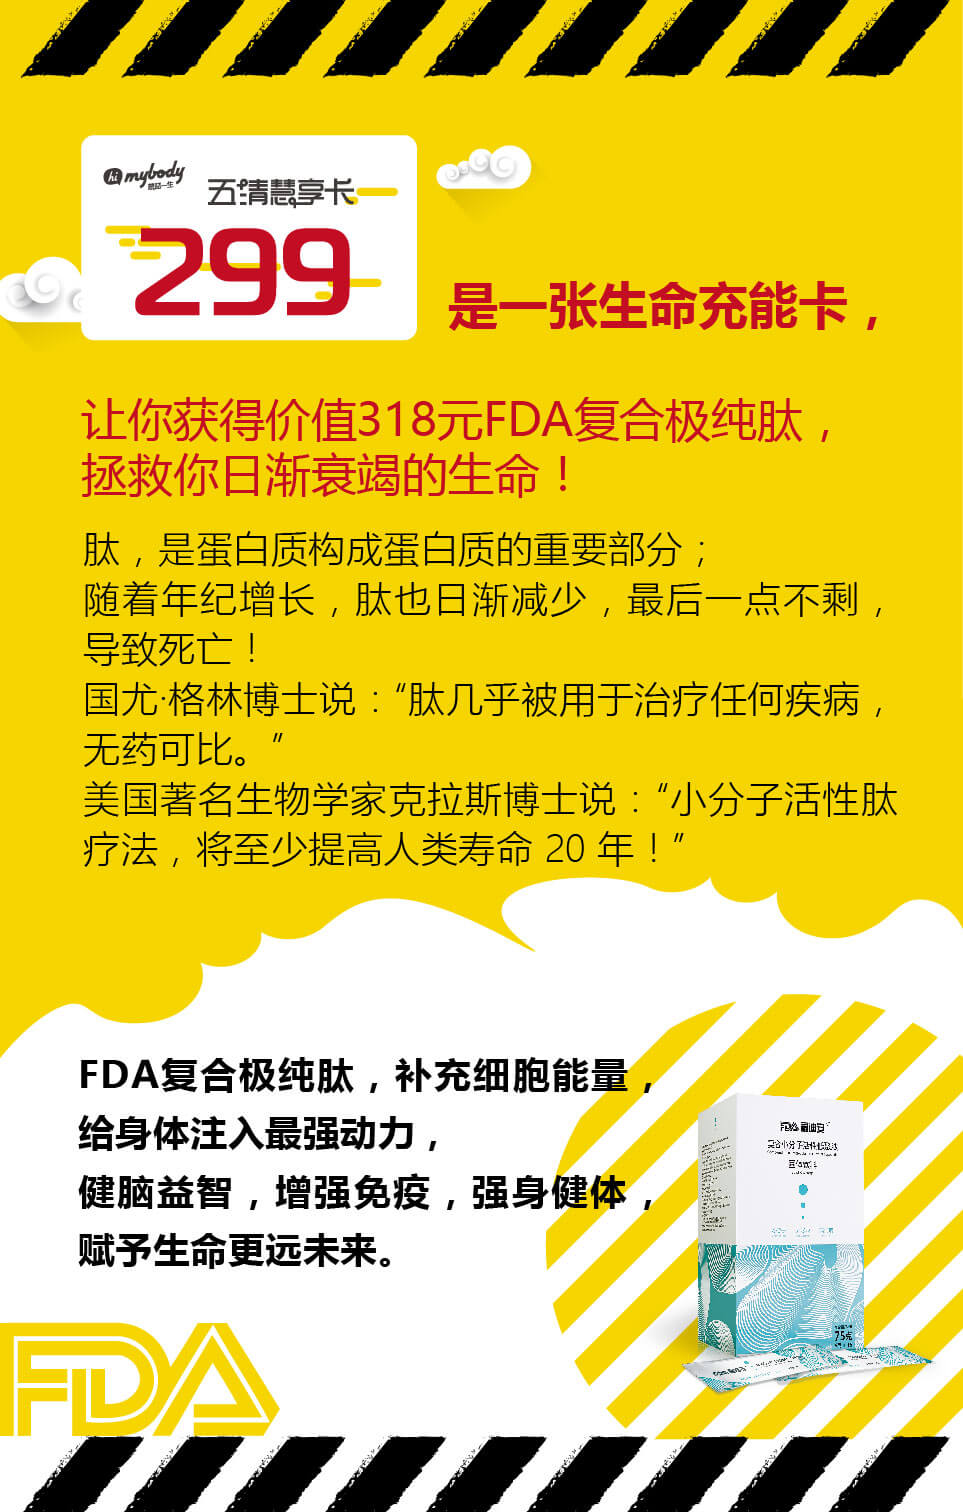 hi mybody
五清慧享卡
299
是一张生命充能卡，
让你获得价值318元FDA复合极纯肽，
拯救你日渐衰竭的生命！
肽，是蛋白质构成蛋白质的重要部分；
随着年纪增长，肽也日渐减少，最后一点不剩，
导致死亡！
国尤·格林博士说：“肽几乎被用于治疗任何疾病，
无药可比。”
美国著名生物学家克拉斯博士说：“小分子活性肽
疗法，将至少提高人类寿命 20 年！”
FDA复合极纯肽，补充细胞能量，
给身体注入最强动力，
健脑益智，增强免疫，强身健体，
赋予生命更远未来。
FDA
75克
FDA